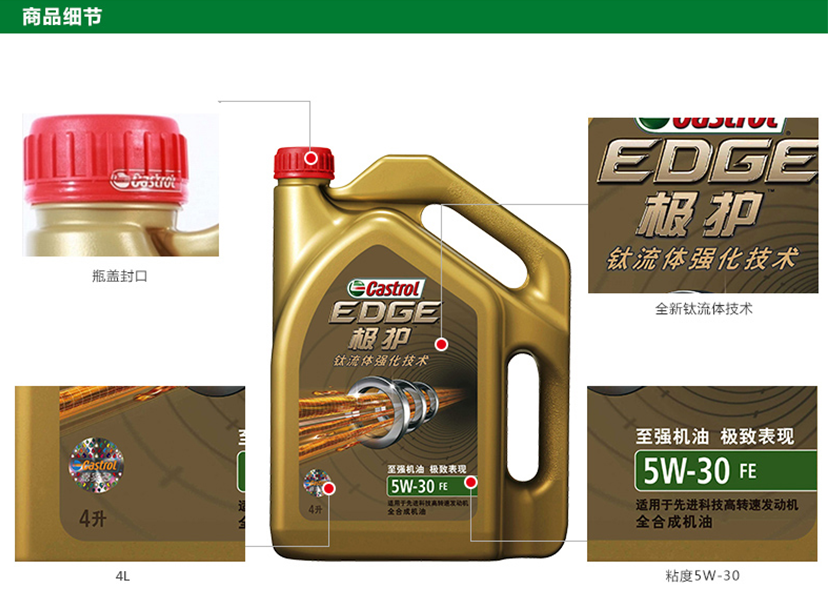 商品细节
Castrol
瓶盖封口
Castrol
EDGE
极护
钛流体强化技术
至强机油 极致表现
5W-30 FE
适用于先进科技高转速发动机
全合成机油
4升
Castrol
EDGE
极护
钛流体强化技术
全新钛流体技术
Castrol
4升
4L
至强机油 极致表现
5W-30 FE
适用于先进科技高转速发动机
全合成机油
粘度5W-30